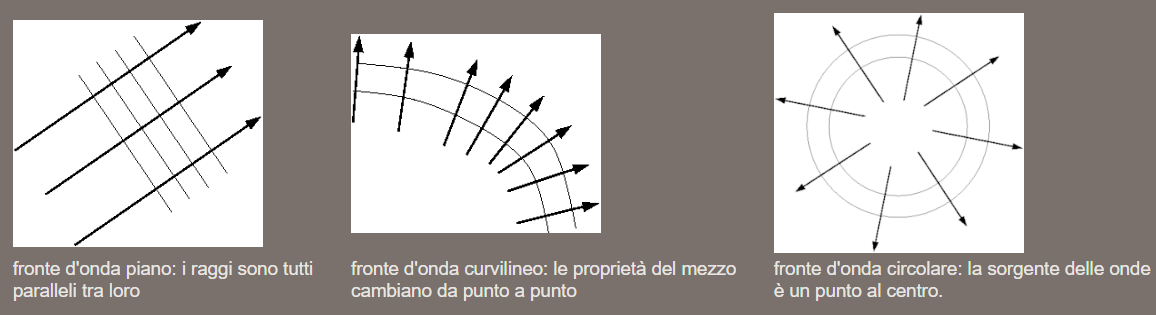 fronte d'onda piano: i raggi sono tutti
paralleli tra loro
fronte d'onda curvilineo: le proprietà del mezzo
cambiano da punto a punto
fronte d'onda circolare: la sorgente delle onde
è un punto al centro.